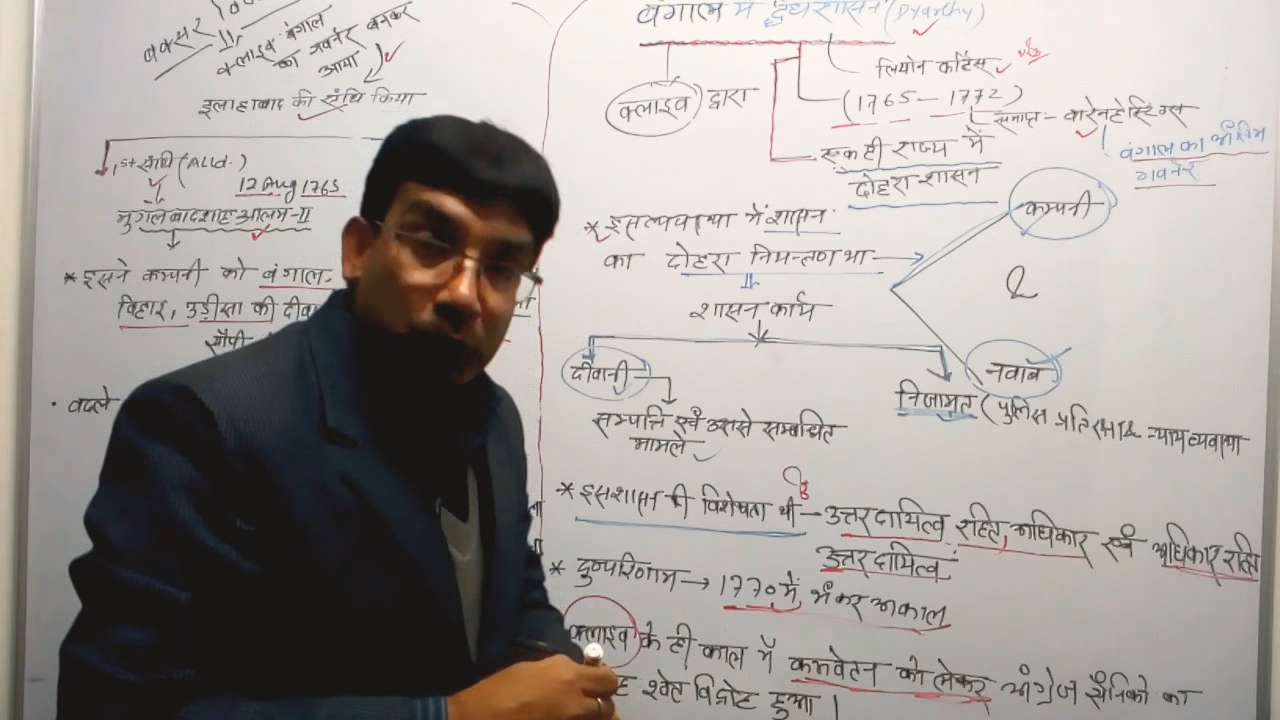 बक्सर
क्लाइव बंगाल
का गवर्नर बनकर
आया
इलाहाबाद की संधि किया
1st संधि (Alld.)
12 Aug 1765
मुगल बादशाह आलम-II
* इसने कम्पनी को बंगाल,
बिहार, उड़ीसा की
सौंपी
· बदले
बंगाल में द्वैधशासन (Dyarchy)
लियोन कर्टिस
क्लाइव द्वारा
(1765 - 1772)
समाप्त - वारेनहेस्टिंग्स
बंगाल का अंतिम
गवर्नर
एक ही राज्य में
दोहरा शासन
कम्पनी
* इस व्यवस्था में शासन
का दोहरा नियन्त्रण था
&
शासन कार्य
दीवानी
नवाब
निजामत (पुलिस प्रतिरक्षा & न्याय व्यवस्था
सम्पत्ति एवं उससे सम्बन्धित
मामले
* इस शासन की विशेषता थी - उत्तरदायित्व रहित, अधिकार एवं अधिकार रहित
उत्तरदायित्व
* दुष्परिणाम → 1770 में, भंकर अकाल
क्लाइव के ही काल में कमवेतन को लेकर अंग्रेज सैनिको का
श्वेत विद्रोह हुआ।